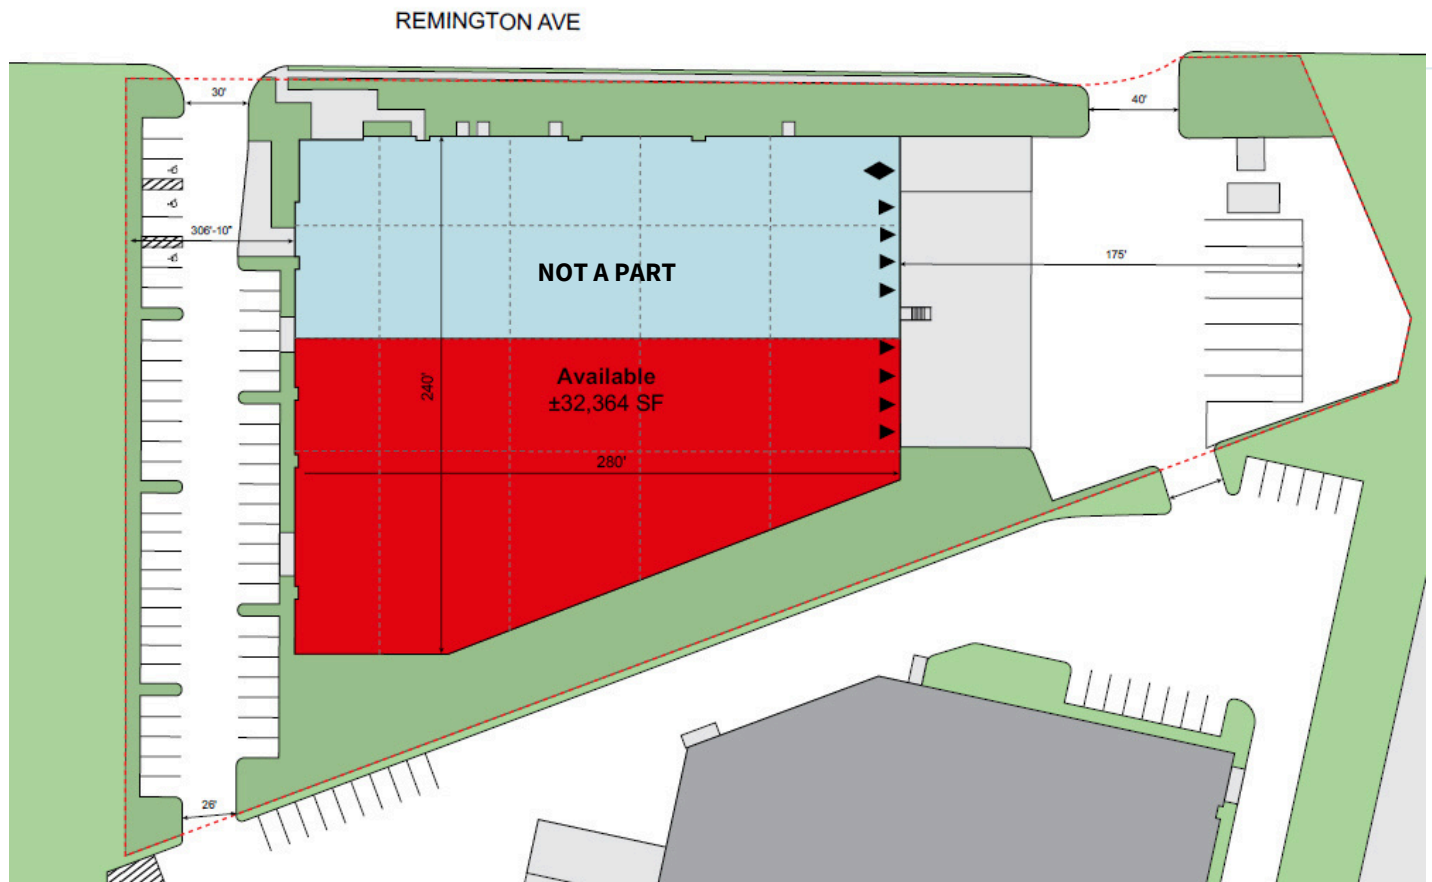 REMINGTON AVE
30'
40'
306'-10"
175'
NOT A PART
240'
Available
±32,364 SF
280'
26'